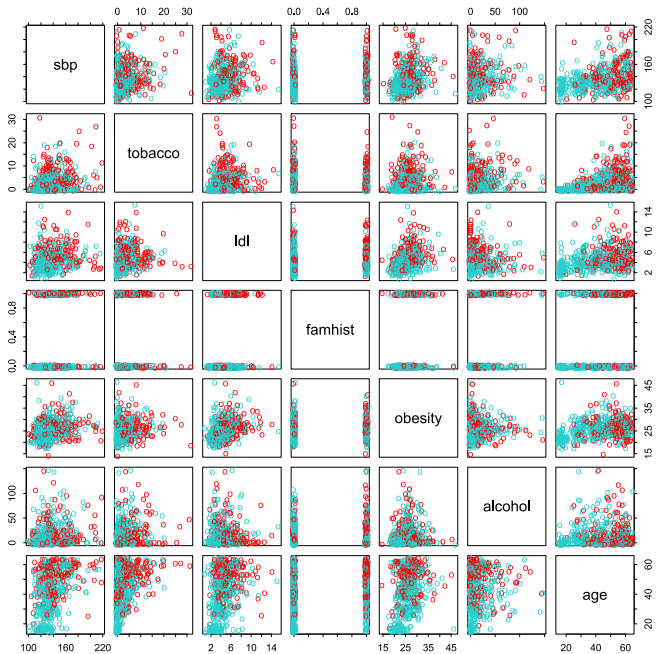 0 10 20 30 0.0 0.4 0.8 25 35 45 0 50 100
sbp 100 160 220
0 10 20 30 tobacco
ldl 2 6 10 14
0.0 0.4 0.8 famhist
obesity 15 25 35 45
0 50 100 alcohol
age 20 40 60
100 160 220 2 6 10 14 15 25 35 45 20 40 60